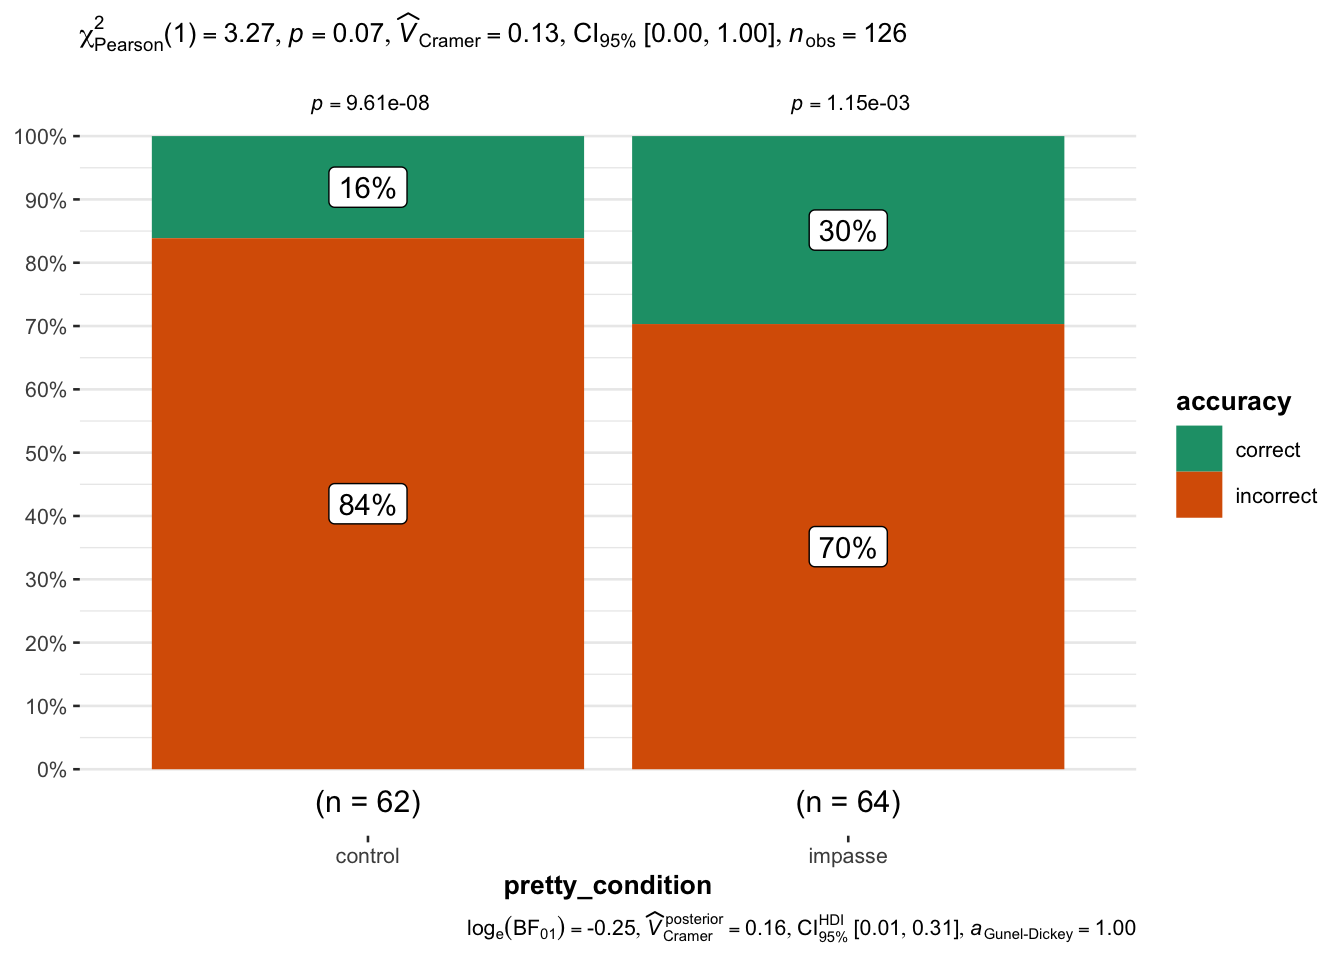 χ²Pearson(1) = 3.27, p = 0.07, V̂Cramer = 0.13, CI95% [0.00, 1.00], nobs = 126
p = 9.61e-08 p = 1.15e-03
100%
90%
80%
70%
60%
50%
40%
30%
20%
10%
0%
16%
30%
84%
70%
accuracy
correct
incorrect
(n = 62) (n = 64)
control impasse
pretty_condition
loge(BF01) = -0.25, V̂Cramer posterior = 0.16, CI95% HDI [0.01, 0.31], aGunel-Dickey = 1.00